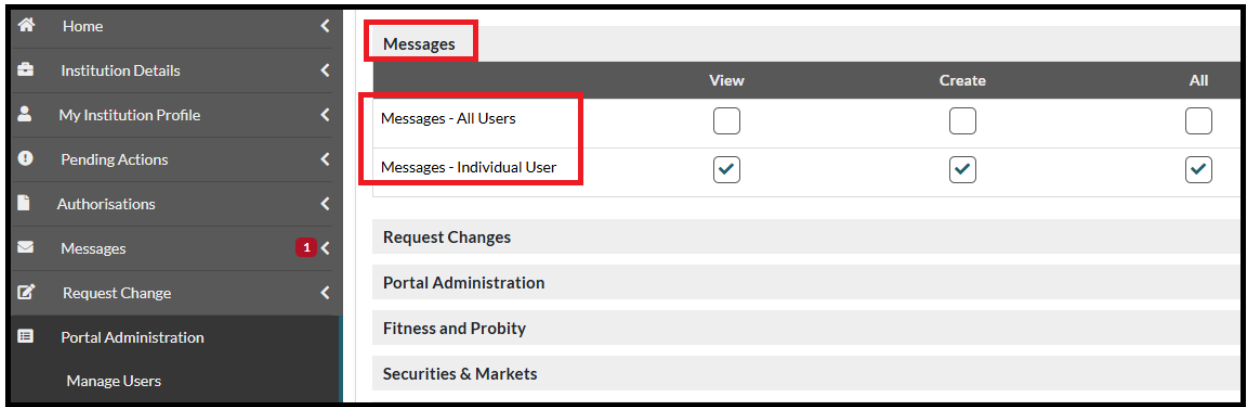 Home
Institution Details
My Institution Profile
Pending Actions
Authorisations
Messages 1
Request Change
Portal Administration
Manage Users
Messages
View Create All
Messages - All Users
Messages - Individual User
Request Changes
Portal Administration
Fitness and Probity
Securities & Markets